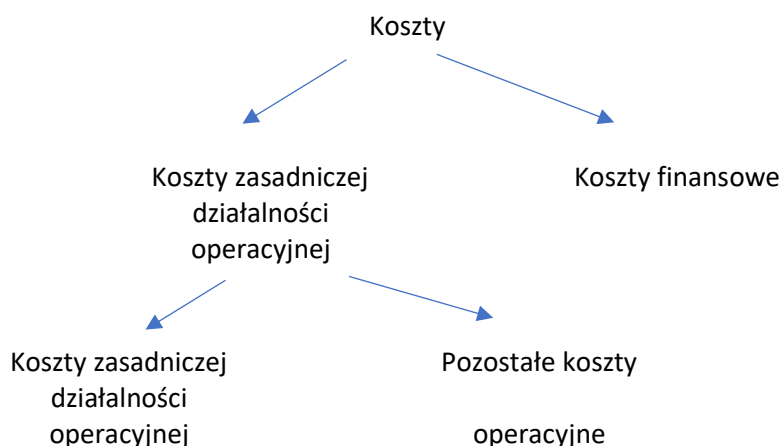 Koszty
Koszty zasadniczej
działalności
operacyjnej
Koszty finansowe
Koszty zasadniczej
działalności
operacyjnej
Pozostałe koszty
operacyjne